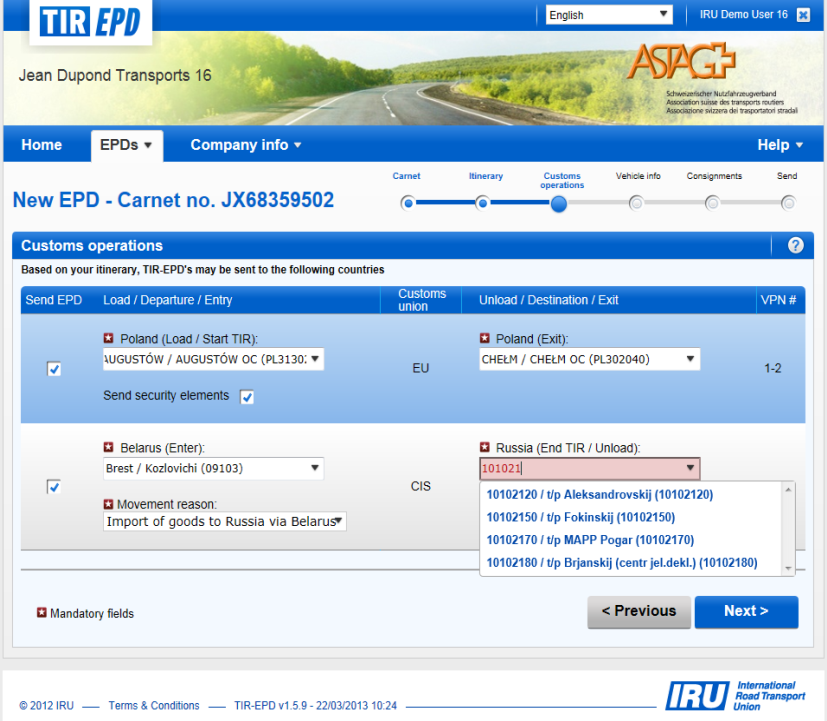 TIR EPD
English
IRU Demo User 16
Jean Dupond Transports 16
ASTAG
Schweizerischer Nutzfahrzeugverband
Association suisse des transports routiers
Associazione svizzera dei trasportatori stradali
Home
EPDs
Company info
Help
New EPD - Carnet no. JX68359502
Carnet
Itinerary
Customs
operations
Vehicle info
Consignments
Send
Customs operations
?
Based on your itinerary, TIR-EPD's may be sent to the following countries
Send EPD
Load / Departure / Entry
Customs
union
Unload / Destination / Exit
VPN #
Poland (Load / Start TIR):
AUGUSTÓW / AUGUSTÓW OC (PL3130
Send security elements
EU
Poland (Exit):
CHEŁM / CHEŁM OC (PL302040)
1-2
Belarus (Enter):
Brest / Kozlovichi (09103)
Movement reason:
Import of goods to Russia via Belarus
CIS
Russia (End TIR / Unload):
101021
10102120 / t/p Aleksandrovskij (10102120)
10102150 / t/p Fokinskij (10102150)
10102170 / t/p MAPP Pogar (10102170)
10102180 / t/p Brjanskij (centr jel.dekl.) (10102180)
Mandatory fields
< Previous
Next >
© 2012 IRU
Terms & Conditions
TIR-EPD v1.5.9 - 22/03/2013 10:24
IRU
International
Road Transport
Union